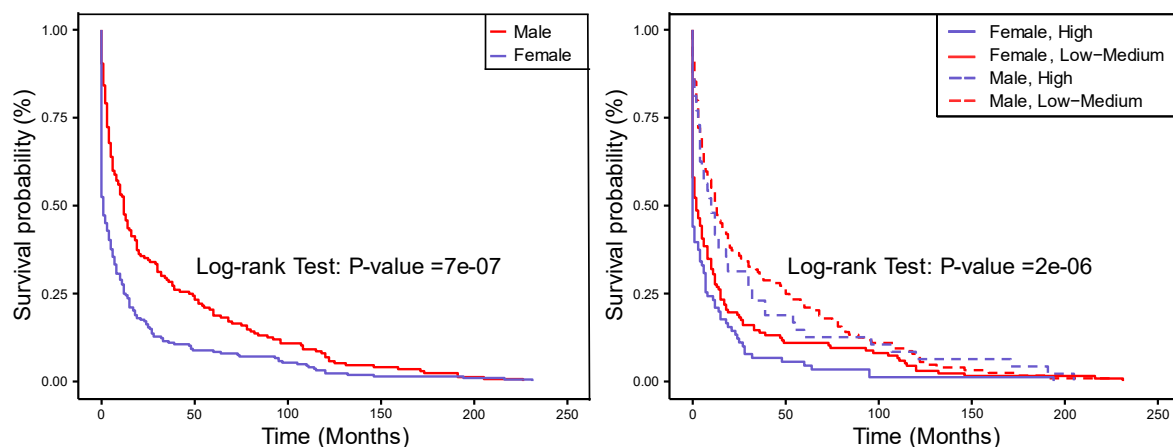 Survival probability (%)
1.00
0.75
0.50
0.25
0.00
Male
Female
Log-rank Test: P-value =7e-07
0 50 100 150 200 250
Time (Months)
Survival probability (%)
1.00
0.75
0.50
0.25
0.00
Female, High
Female, Low−Medium
Male, High
Male, Low−Medium
Log-rank Test: P-value =2e-06
0 50 100 150 200 250
Time (Months)